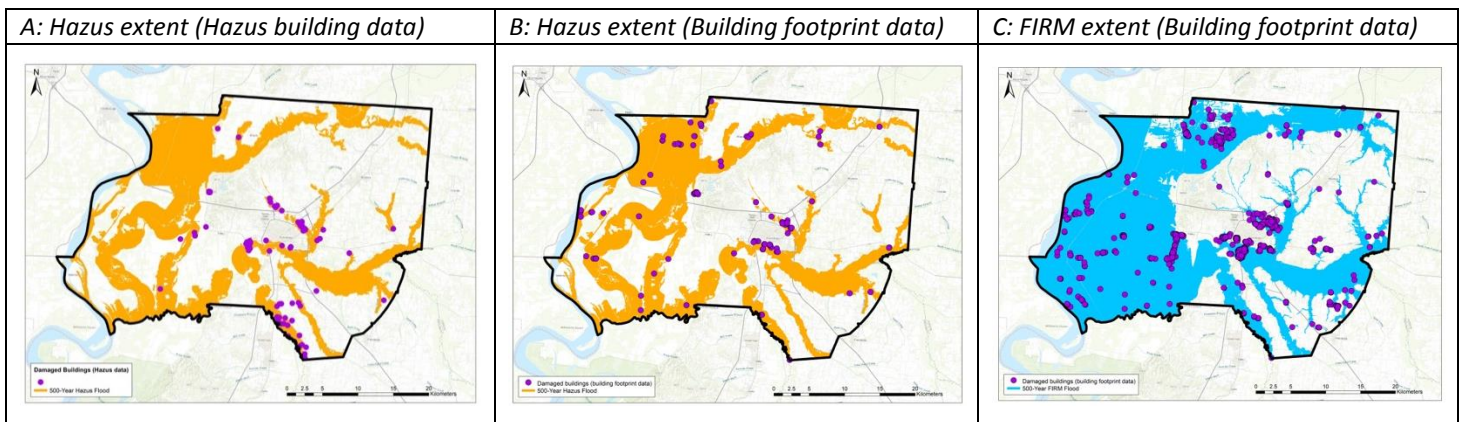 A: Hazus extent (Hazus building data)
B: Hazus extent (Building footprint data)
C: FIRM extent (Building footprint data)
N
Damaged Buildings (Hazus data)
500-Year Hazus Flood
0 2.5 5 10 15 20
Kilometers
N
Damaged buildings (building footprint data)
500-Year Hazus Flood
0 2.5 5 10 15 20
Kilometers
N
Damaged buildings (building footprint data)
500-Year FIRM Flood
0 2.5 5 10 15 20
Kilometers